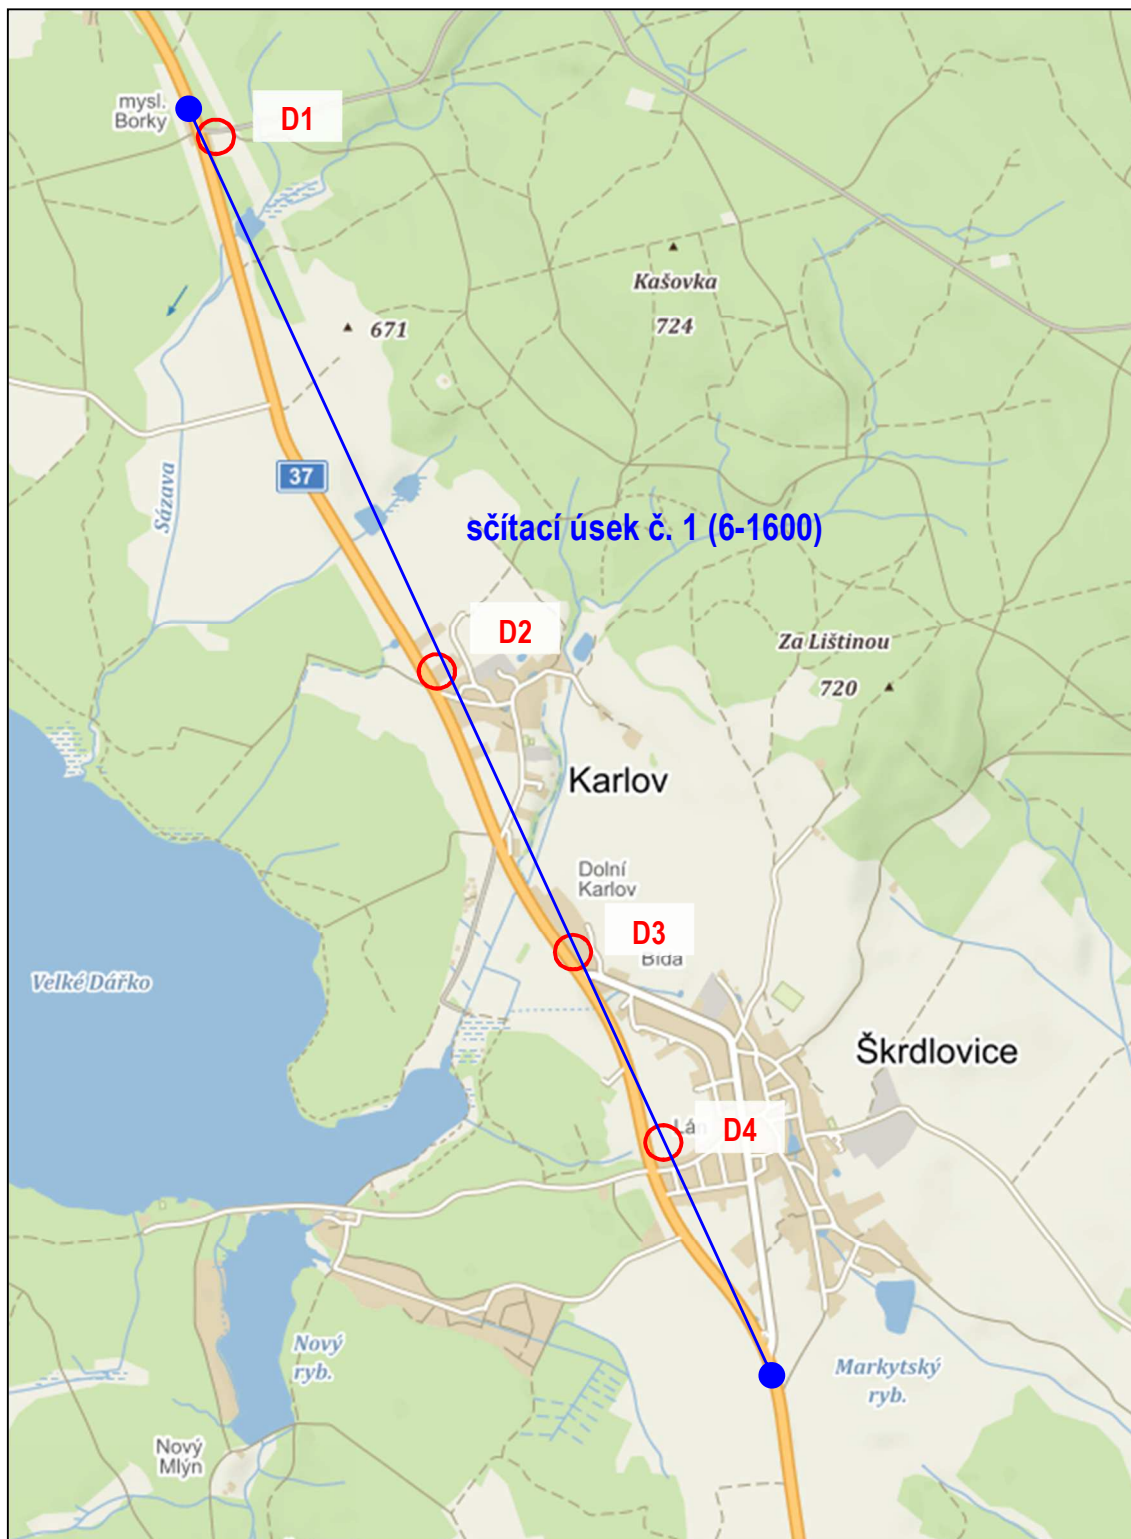 mysl.
Borky
D1
Kašovka
724
671
37
Sázava
sčítací úsek č. 1 (6-1600)
D2
Za Lištinou
720
Karlov
Dolní
Karlov
D3
Bída
Velké Dářko
Škrdlovice
Lán
D4
Nový
ryb.
Markytský
ryb.
Nový
Mlýn